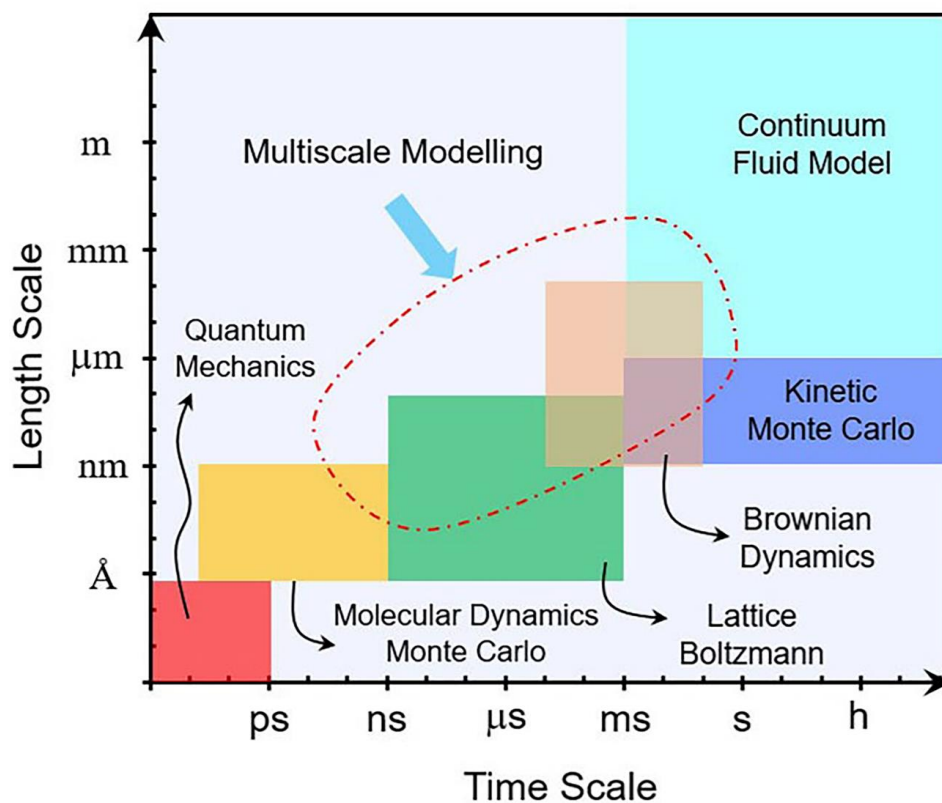 Continuum
Fluid Model
Multiscale Modelling
m
mm
μm
nm
Å
Length Scale
Quantum
Mechanics
Kinetic
Monte Carlo
Brownian
Dynamics
Molecular Dynamics
Monte Carlo
Lattice
Boltzmann
ps
ns
μs
ms
s
h
Time Scale